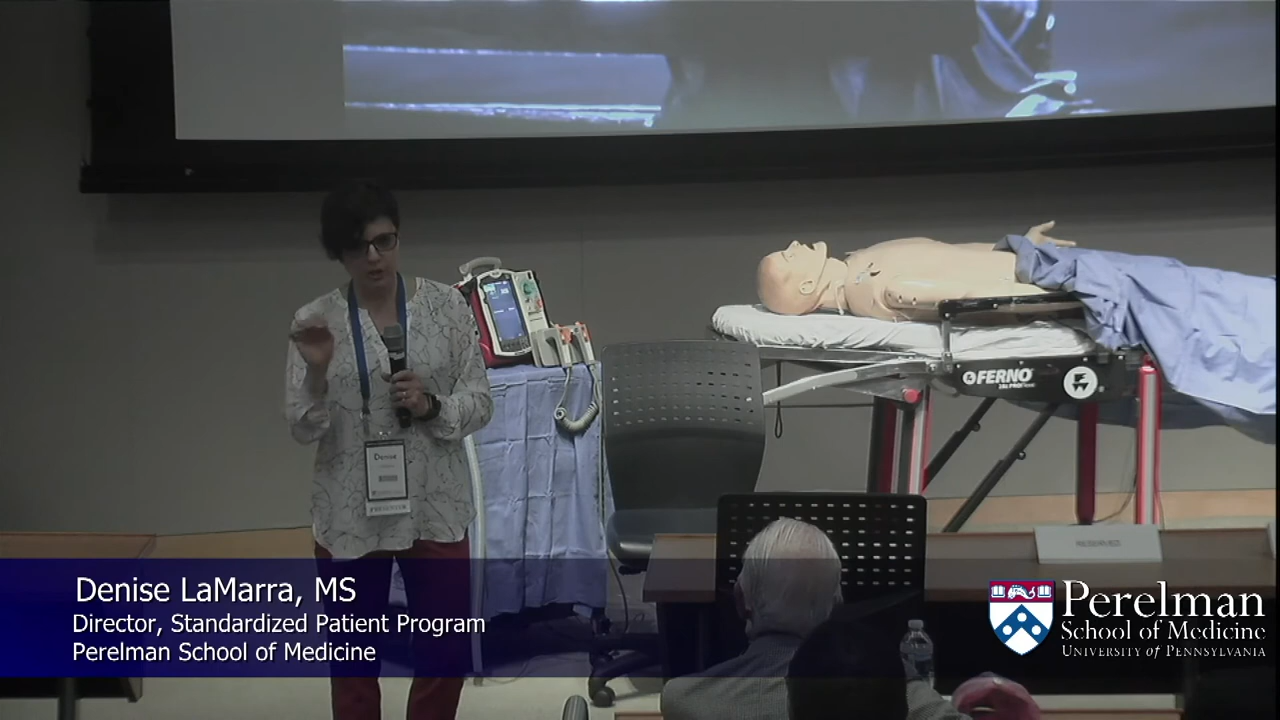 FERNO
Denise
PRESENTER
RESERVED
Denise LaMarra, MS
Director, Standardized Patient Program
Perelman School of Medicine
Perelman
School of Medicine
University of Pennsylvania